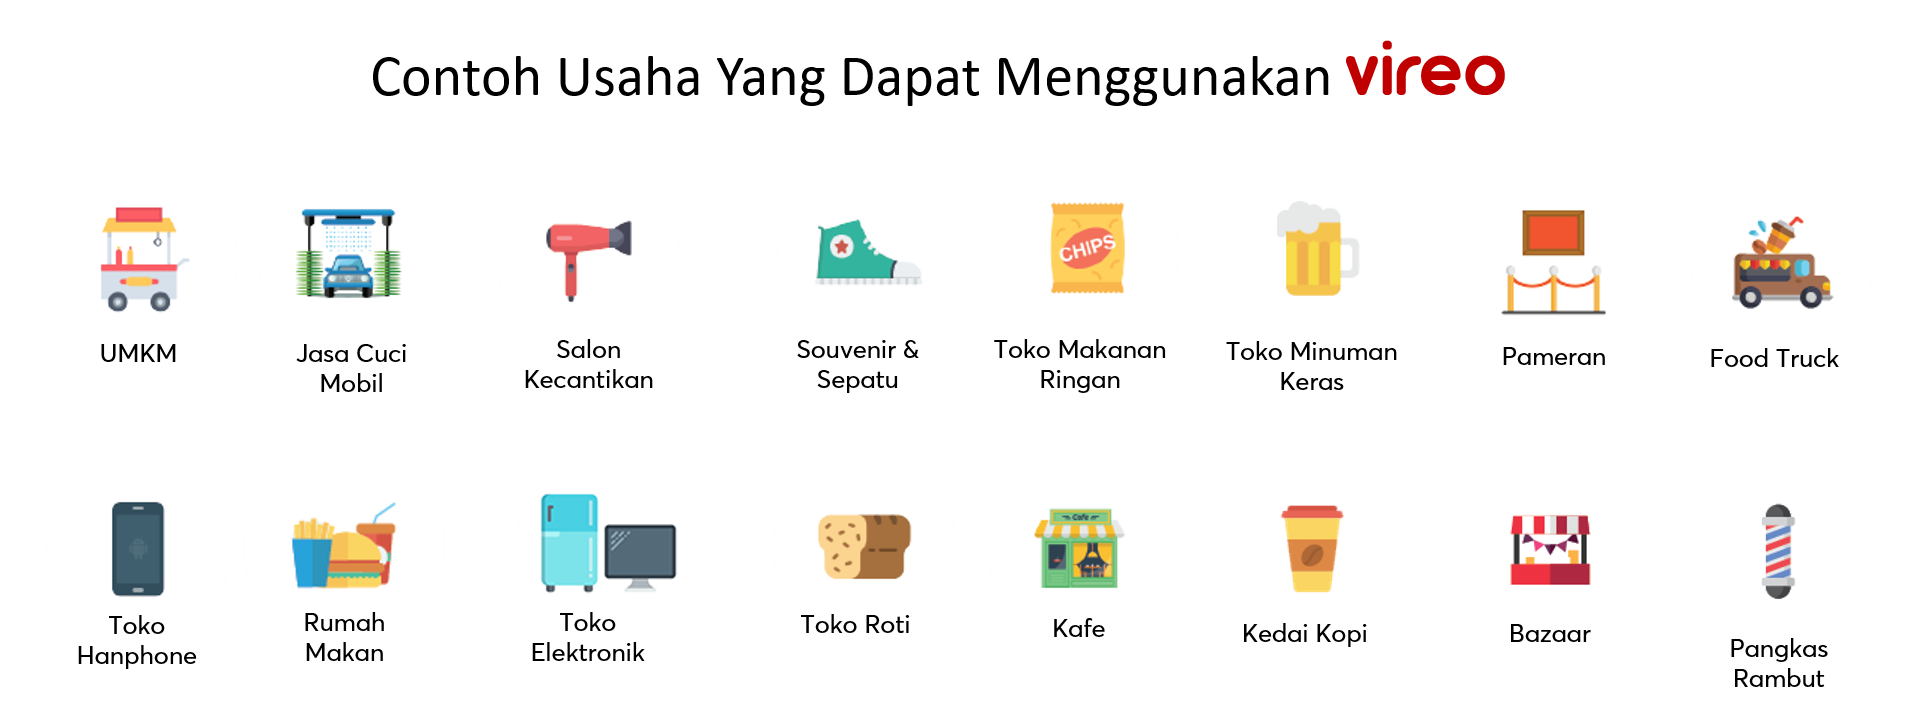 Contoh Usaha Yang Dapat Menggunakan vireo
CHIPS
UMKM
Jasa Cuci
Mobil
Salon
Kecantikan
Souvenir &
Sepatu
Toko Makanan
Ringan
Toko Minuman
Keras
Pameran
Food Truck
Cafe
Toko
Hanphone
Rumah
Makan
Toko
Elektronik
Toko Roti
Kafe
Kedai Kopi
Bazaar
Pangkas
Rambut